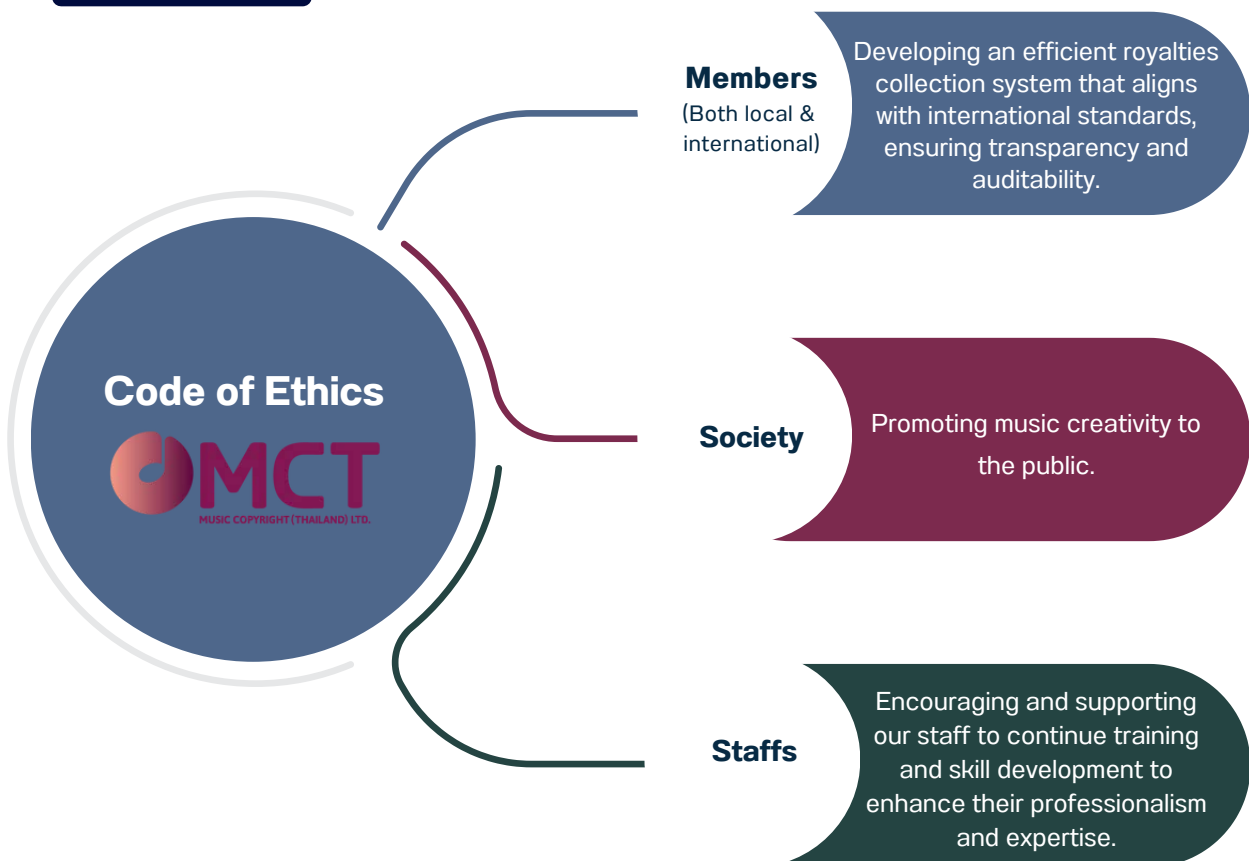 Code of Ethics
MCT
MUSIC COPYRIGHT (THAILAND) LTD.
Members
(Both local &
international)
Developing an efficient royalties
collection system that aligns
with international standards,
ensuring transparency and
auditability.
Society
Promoting music creativity to
the public.
Staffs
Encouraging and supporting
our staff to continue training
and skill development to
enhance their professionalism
and expertise.